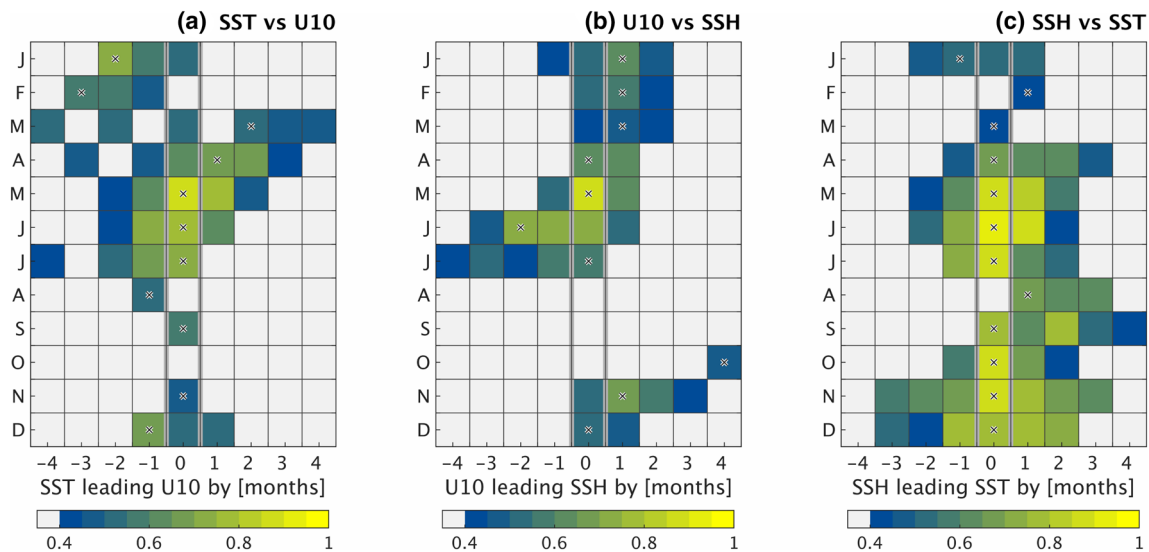 (a) SST vs U10
J
F
M
A
M
J
J
A
S
O
N
D
-4 -3 -2 -1 0 1 2 3 4
SST leading U10 by [months]
0.4 0.6 0.8 1
(b) U10 vs SSH
J
F
M
A
M
J
J
A
S
O
N
D
-4 -3 -2 -1 0 1 2 3 4
U10 leading SSH by [months]
0.4 0.6 0.8 1
(c) SSH vs SST
J
F
M
A
M
J
J
A
S
O
N
D
-4 -3 -2 -1 0 1 2 3 4
SSH leading SST by [months]
0.4 0.6 0.8 1